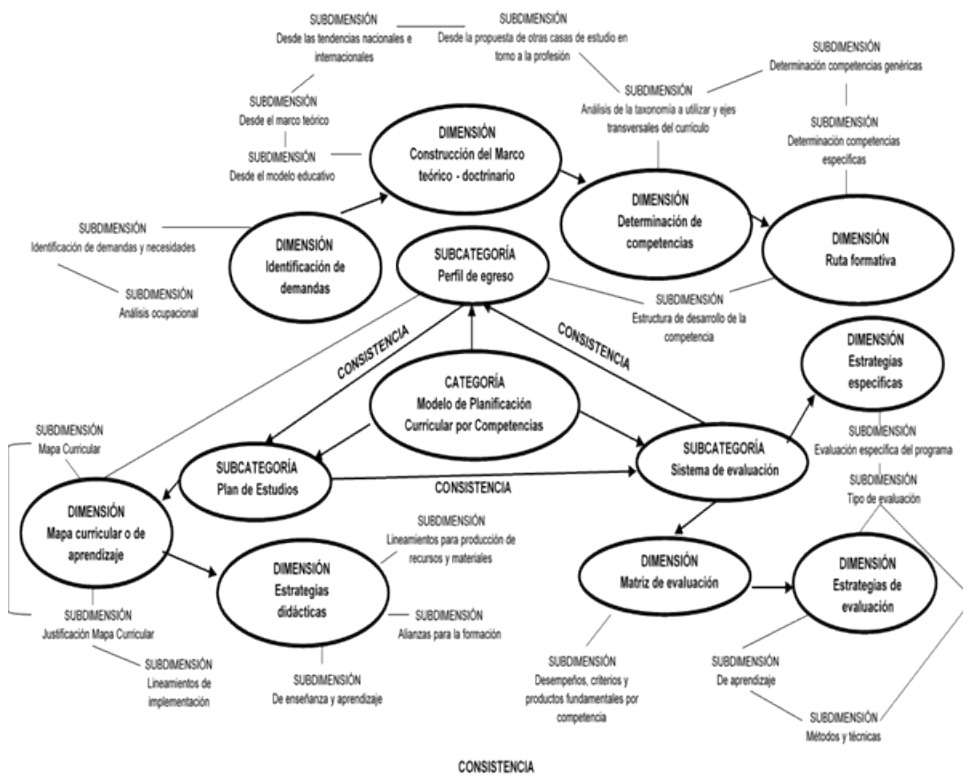 SUBDIMENSIÓN
Desde las tendencias nacionales e
internacionales
SUBDIMENSIÓN
Desde la propuesta de otras casas de estudio en
torno a la profesión
SUBDIMENSIÓN
Determinación competencias genéricas
SUBDIMENSIÓN
Desde el marco teórico
SUBDIMENSIÓN
Análisis de la taxonomía a utilizar y ejes
transversales del currículo
SUBDIMENSIÓN
Determinación competencias
específicas
SUBDIMENSIÓN
Desde el modelo educativo
DIMENSIÓN
Construcción del Marco
teórico - doctrinario
DIMENSIÓN
Determinación de
competencias
DIMENSIÓN
Ruta formativa
SUBDIMENSIÓN
Identificación de demandas y necesidades
DIMENSIÓN
Identificación de
demandas
SUBCATEGORÍA
Perfil de egreso
SUBDIMENSIÓN
Análisis ocupacional
SUBDIMENSIÓN
Estructura de desarrollo de la
competencia
CONSISTENCIA
CONSISTENCIA
DIMENSIÓN
Estrategias
específicas
CATEGORÍA
Modelo de Planificación
Curricular por Competencias
SUBDIMENSIÓN
Mapa Curricular
SUBCATEGORÍA
Plan de Estudios
CONSISTENCIA
SUBCATEGORÍA
Sistema de evaluación
SUBDIMENSIÓN
Evaluación específica del programa
SUBDIMENSIÓN
Tipo de evaluación
DIMENSIÓN
Mapa curricular o de
aprendizaje
SUBDIMENSIÓN
Lineamientos para producción de
recursos y materiales
DIMENSIÓN
Estrategias
didácticas
DIMENSIÓN
Matriz de evaluación
DIMENSIÓN
Estrategias de
evaluación
SUBDIMENSIÓN
Justificación Mapa Curricular
SUBDIMENSIÓN
Alianzas para la formación
SUBDIMENSIÓN
Lineamientos de
implementación
SUBDIMENSIÓN
De enseñanza y aprendizaje
SUBDIMENSIÓN
Desempeños, criterios y
productos fundamentales por
competencia
SUBDIMENSIÓN
De aprendizaje
SUBDIMENSIÓN
Métodos y técnicas
CONSISTENCIA